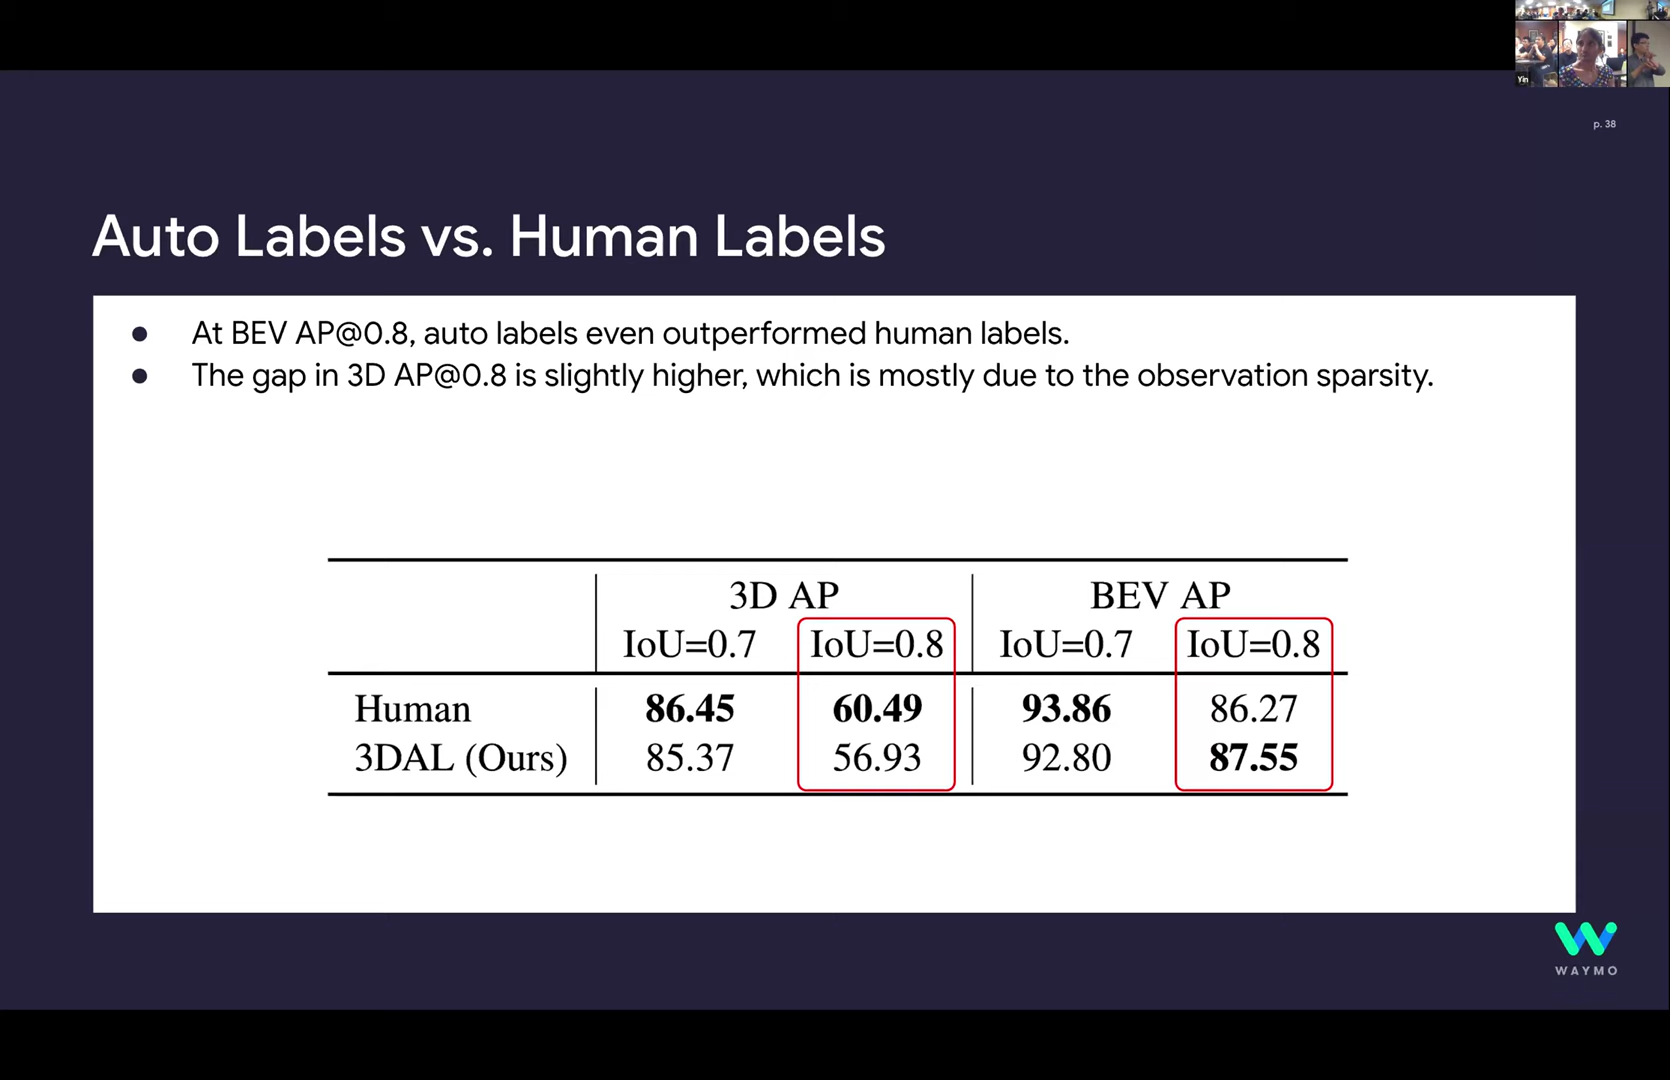 Yin
p. 38
Auto Labels vs. Human Labels
● At BEV AP@0.8, auto labels even outperformed human labels.
● The gap in 3D AP@0.8 is slightly higher, which is mostly due to the observation sparsity.
3D AP BEV AP
IoU=0.7 IoU=0.8 IoU=0.7 IoU=0.8
Human 86.45 60.49 93.86 86.27
3DAL (Ours) 85.37 56.93 92.80 87.55
WAYMO